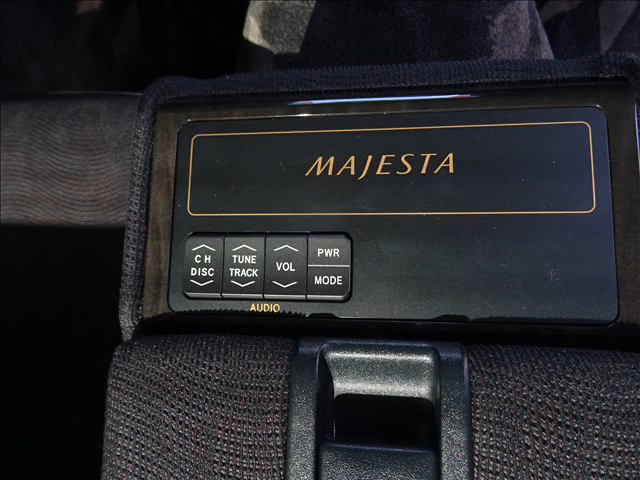 MAJESTA
CH
DISC
TUNE
TRACK
VOL
PWR
MODE
AUDIO